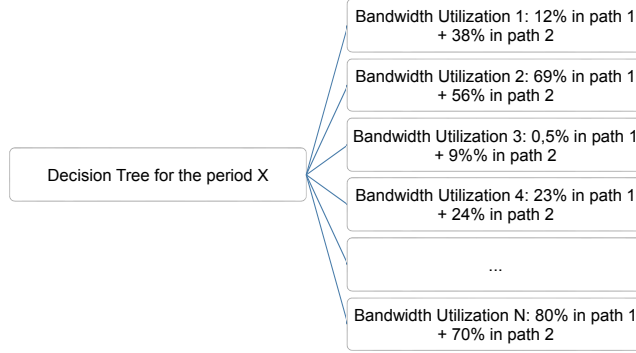 Bandwidth Utilization 1: 12% in path 1
+ 38% in path 2
Bandwidth Utilization 2: 69% in path 1
+ 56% in path 2
Bandwidth Utilization 3: 0,5% in path 1
+ 9%% in path 2
Decision Tree for the period X
Bandwidth Utilization 4: 23% in path 1
+ 24% in path 2
...
Bandwidth Utilization N: 80% in path 1
+ 70% in path 2